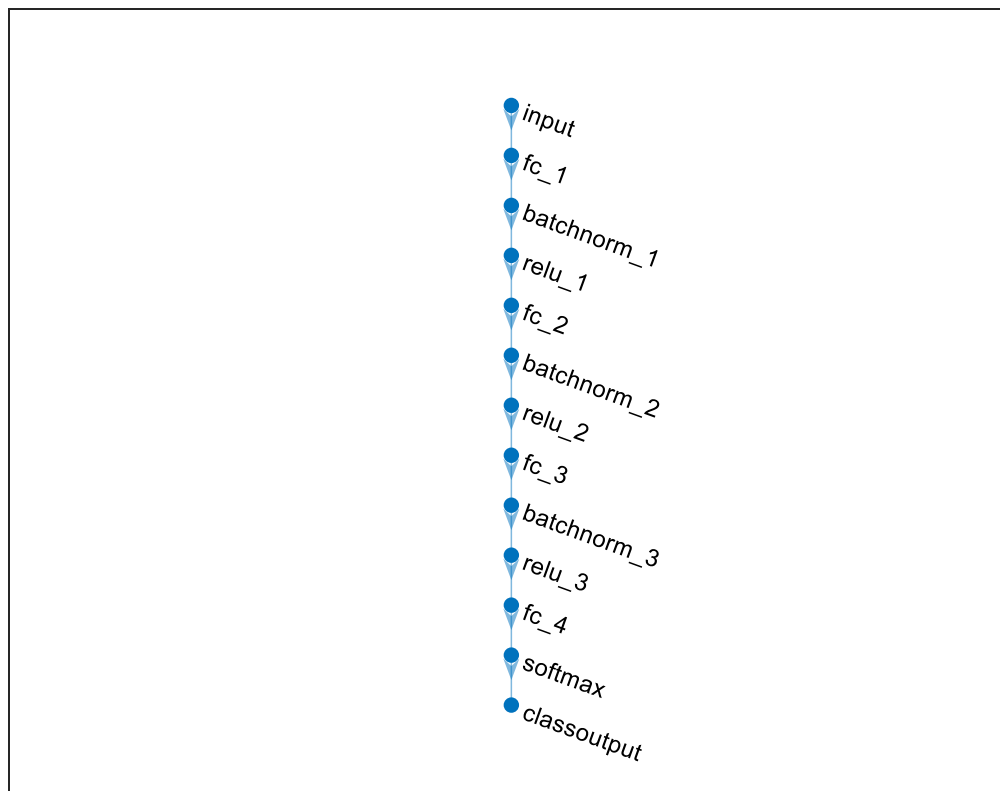 input
fc_1
batchnorm_1
relu_1
fc_2
batchnorm_2
relu_2
fc_3
batchnorm_3
relu_3
fc_4
softmax
classoutput